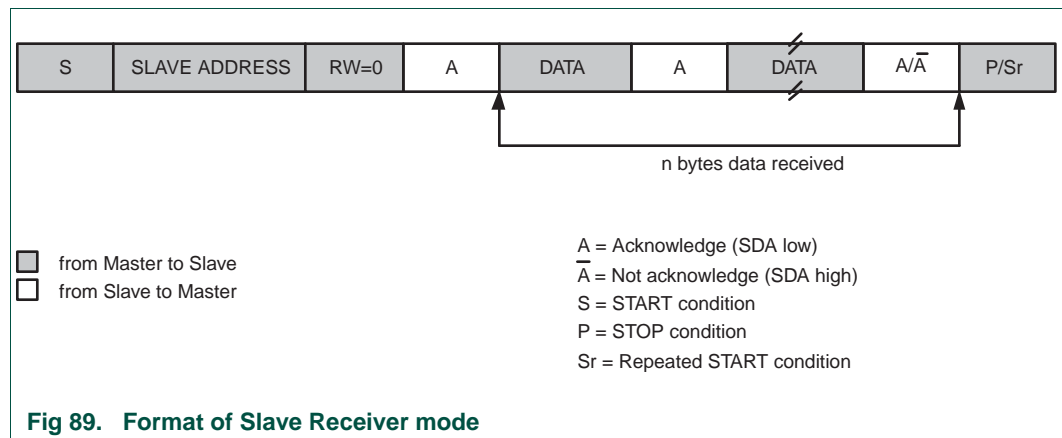 S SLAVE ADDRESS RW=0 A DATA A DATA A/A̅ P/Sr
n bytes data received
from Master to Slave
from Slave to Master
A = Acknowledge (SDA low)
A̅ = Not acknowledge (SDA high)
S = START condition
P = STOP condition
Sr = Repeated START condition
Fig 89. Format of Slave Receiver mode